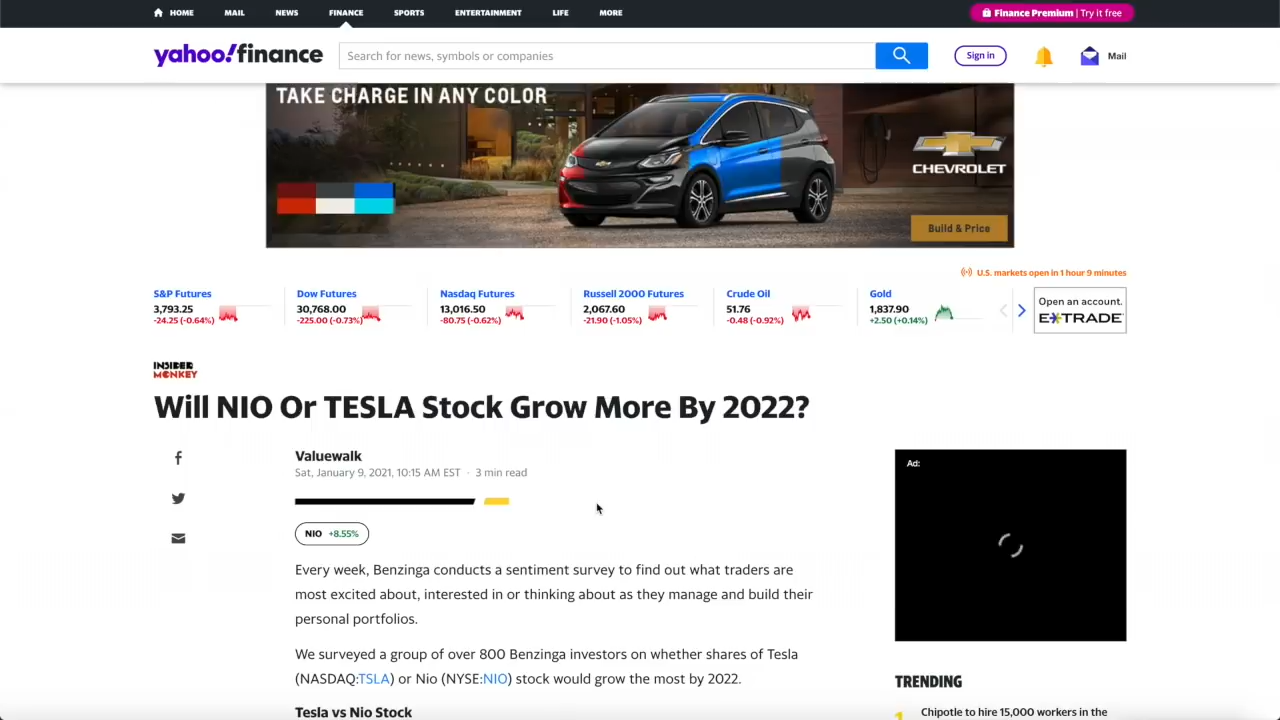 HOME MAIL NEWS FINANCE SPORTS ENTERTAINMENT LIFE MORE Finance Premium | Try it free
yahoo!finance Search for news, symbols or companies Sign in Mail
TAKE CHARGE IN ANY COLOR
CHEVROLET
Build & Price
U.S. markets open in 1 hour 9 minutes
S&P Futures Dow Futures Nasdaq Futures Russell 2000 Futures Crude Oil Gold
3,793.25 30,768.00 13,016.50 2,067.60 51.76 1,837.90
-24.25 (-0.64%) -225.00 (-0.73%) -80.75 (-0.62%) -21.90 (-1.05%) -0.48 (-0.92%) +2.50 (+0.14%)
Open an account.
E*TRADE
INSIDER
MONKEY
Will NIO Or TESLA Stock Grow More By 2022?
Valuewalk
Sat, January 9, 2021, 10:15 AM EST · 3 min read
Ad:
NIO +8.55%
Every week, Benzinga conducts a sentiment survey to find out what traders are
most excited about, interested in or thinking about as they manage and build their
personal portfolios.
We surveyed a group of over 800 Benzinga investors on whether shares of Tesla
(NASDAQ:TSLA) or Nio (NYSE:NIO) stock would grow the most by 2022.
Tesla vs Nio Stock
TRENDING
1 Chipotle to hire 15,000 workers in the